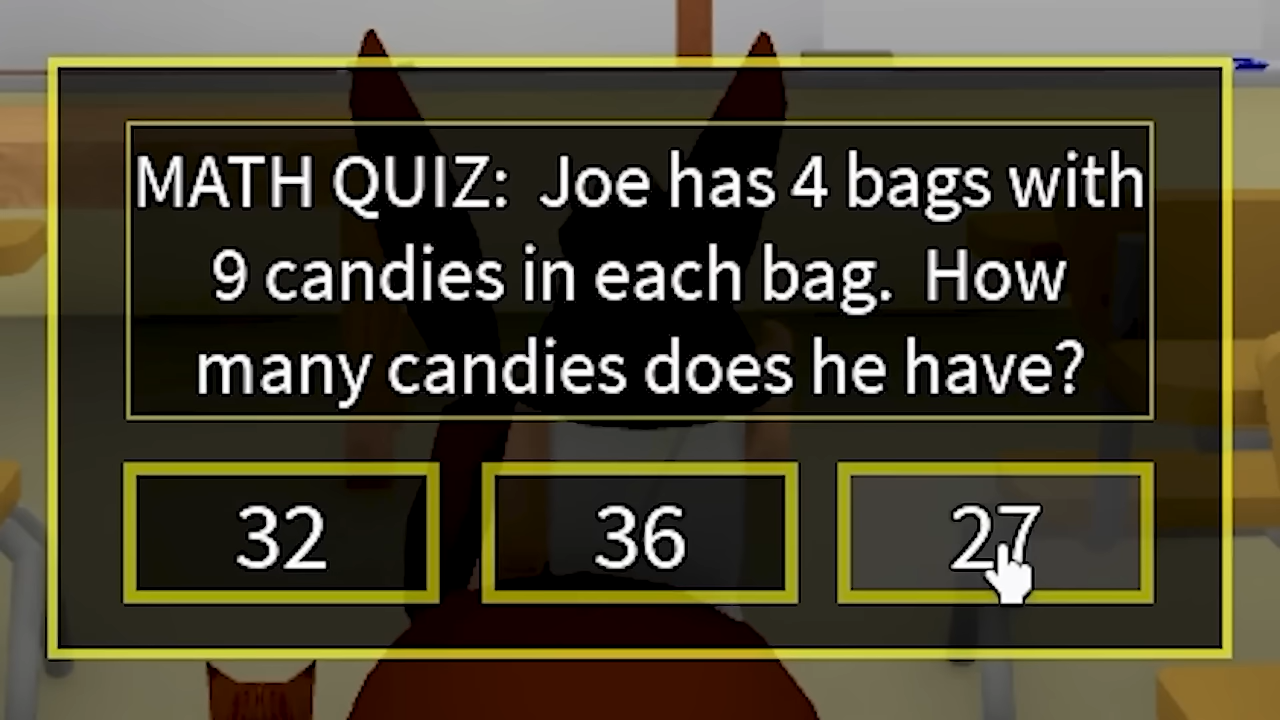 MATH QUIZ: Joe has 4 bags with
9 candies in each bag. How
many candies does he have?
32
36
27